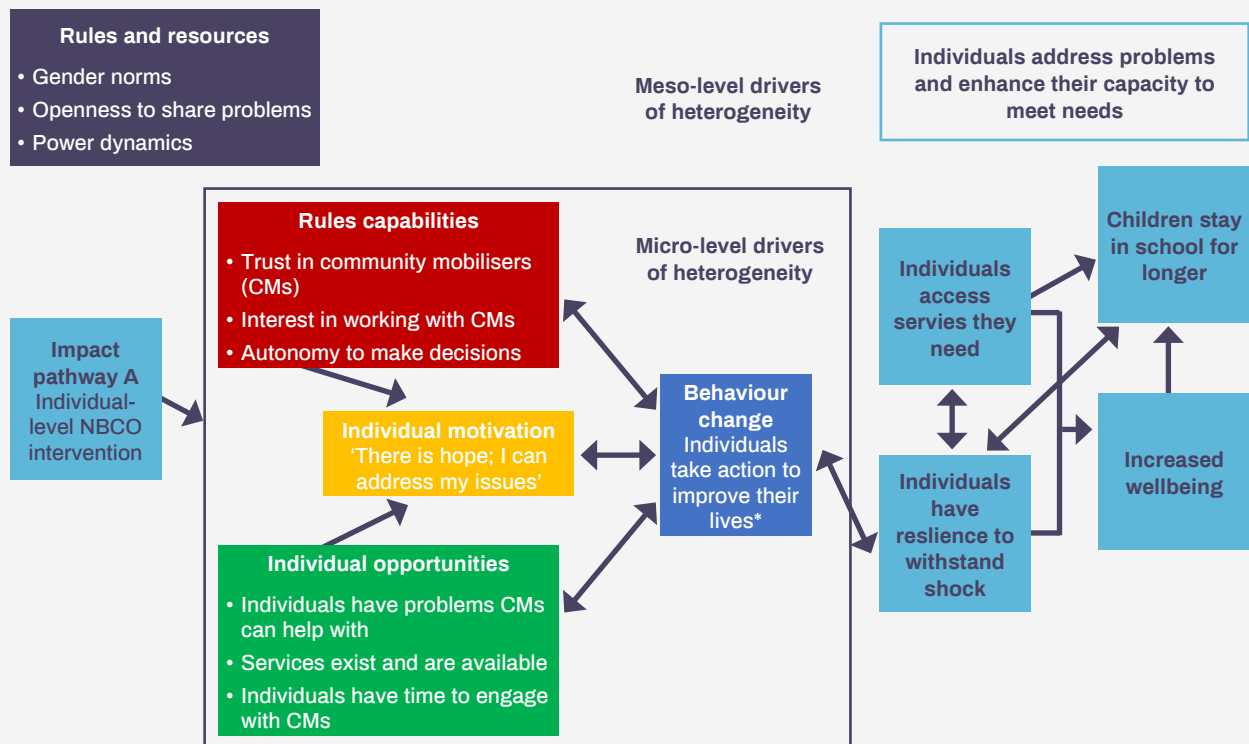 Rules and resources
• Gender norms
• Openness to share problems
• Power dynamics
Meso-level drivers
of heterogeneity
Individuals address problems
and enhance their capacity to
meet needs
Impact
pathway A
Individual-
level NBCO
intervention
Rules capabilities
• Trust in community mobilisers
(CMs)
• Interest in working with CMs
• Autonomy to make decisions
Micro-level drivers
of heterogeneity
Individual motivation
‘There is hope; I can
address my issues’
Individual opportunities
• Individuals have problems CMs
can help with
• Services exist and are available
• Individuals have time to engage
with CMs
Behaviour
change
Individuals
take action to
improve their
lives*
Individuals
access
servies they
need
Individuals
have
reslience to
withstand
shock
Children stay
in school for
longer
Increased
wellbeing